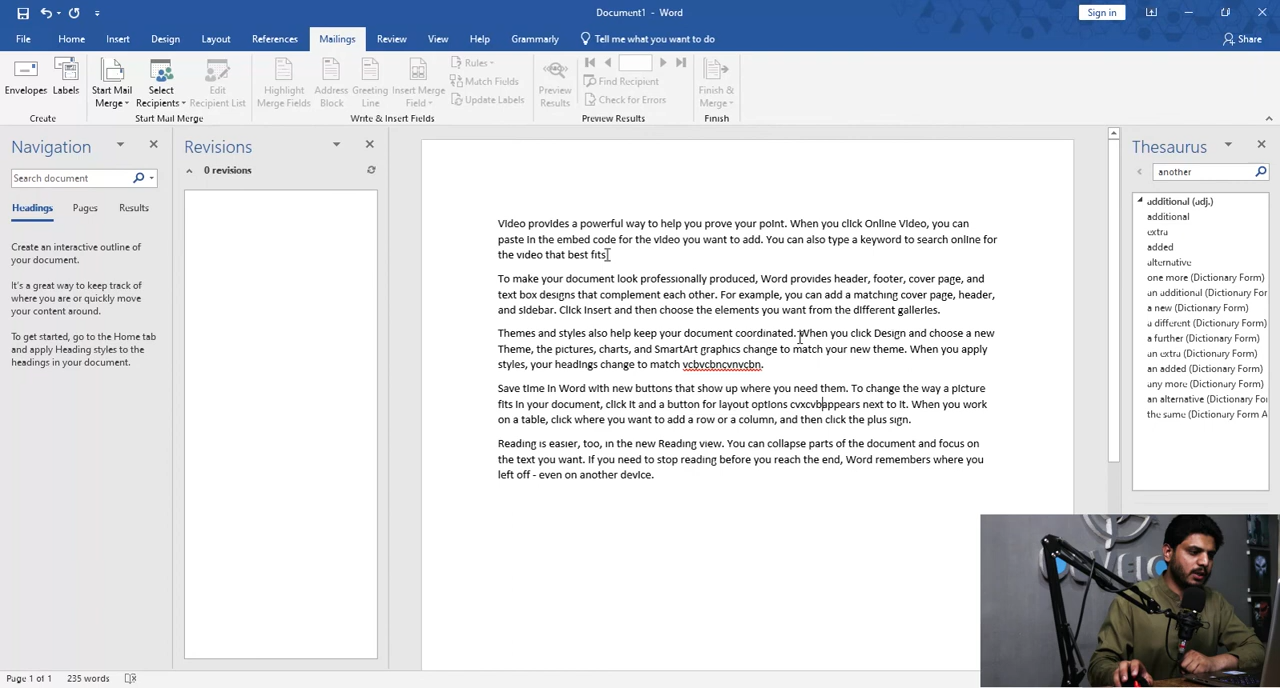 Document1 - Word
Sign in
File Home Insert Design Layout References Mailings Review View Help Grammarly Tell me what you want to do
Share
Envelopes Labels
Create
Start Mail Merge
Select Recipients
Edit Recipient List
Start Mail Merge
Highlight Merge Fields
Address Block
Greeting Line
Insert Merge Field
Rules
Match Fields
Update Labels
Write & Insert Fields
Preview Results
Find Recipient
Check for Errors
Preview Results
Finish & Merge
Finish
Navigation
Search document
Headings Pages Results
Create an interactive outline of
your document.
It's a great way to keep track of
where you are or quickly move
your content around.
To get started, go to the Home tab
and apply Heading styles to the
headings in your document.
Revisions
0 revisions
Video provides a powerful way to help you prove your point. When you click Online Video, you can
paste in the embed code for the video you want to add. You can also type a keyword to search online for
the video that best fits
To make your document look professionally produced, Word provides header, footer, cover page, and
text box designs that complement each other. For example, you can add a matching cover page, header,
and sidebar. Click Insert and then choose the elements you want from the different galleries.
Themes and styles also help keep your document coordinated. When you click Design and choose a new
Theme, the pictures, charts, and SmartArt graphics change to match your new theme. When you apply
styles, your headings change to match vcbvcbncvnvcbn.
Save time in Word with new buttons that show up where you need them. To change the way a picture
fits in your document, click it and a button for layout options cvxcvbappears next to it. When you work
on a table, click where you want to add a row or a column, and then click the plus sign.
Reading is easier, too, in the new Reading view. You can collapse parts of the document and focus on
the text you want. If you need to stop reading before you reach the end, Word remembers where you
left off - even on another device.
Thesaurus
another
additional (adj.)
additional
extra
added
alternative
one more (Dictionary Form)
an additional (Dictionary Form)
a new (Dictionary Form)
a different (Dictionary Form)
an extra (Dictionary Form)
an added (Dictionary Form)
any more (Dictionary Form)
an alternative (Dictionary For
the same (Dictionary Form A
Page 1 of 1 235 words